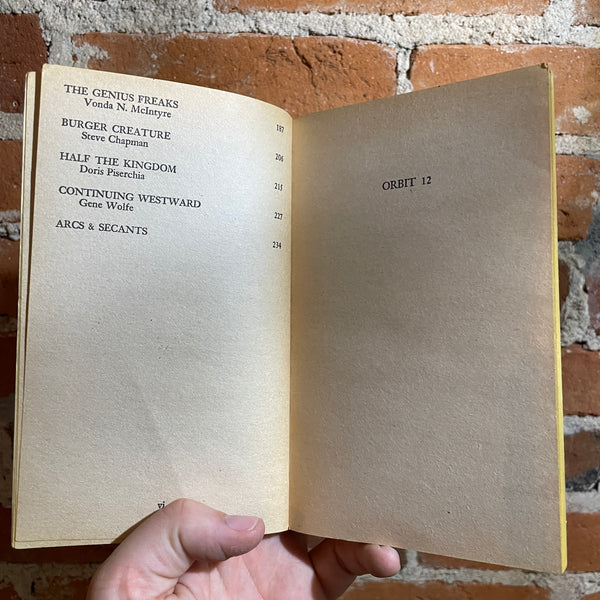 THE GENIUS FREAKS
Vonda N. McIntyre 187
BURGER CREATURE
Steve Chapman 206
HALF THE KINGDOM
Doris Piserchia 215
CONTINUING WESTWARD
Gene Wolfe 227
ARCS & SECANTS 234
vi
ORBIT 12